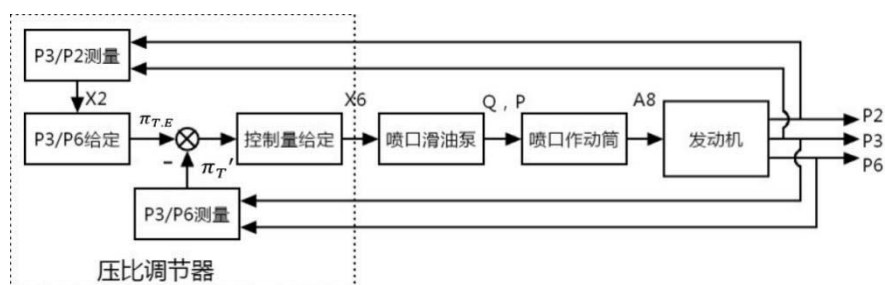 P3/P2测量
X2
P3/P6给定
π_{T.E}
-
π_T′
P3/P6测量
控制量给定
X6
喷口滑油泵
Q，P
喷口作动筒
A8
发动机
P2
P3
P6
压比调节器